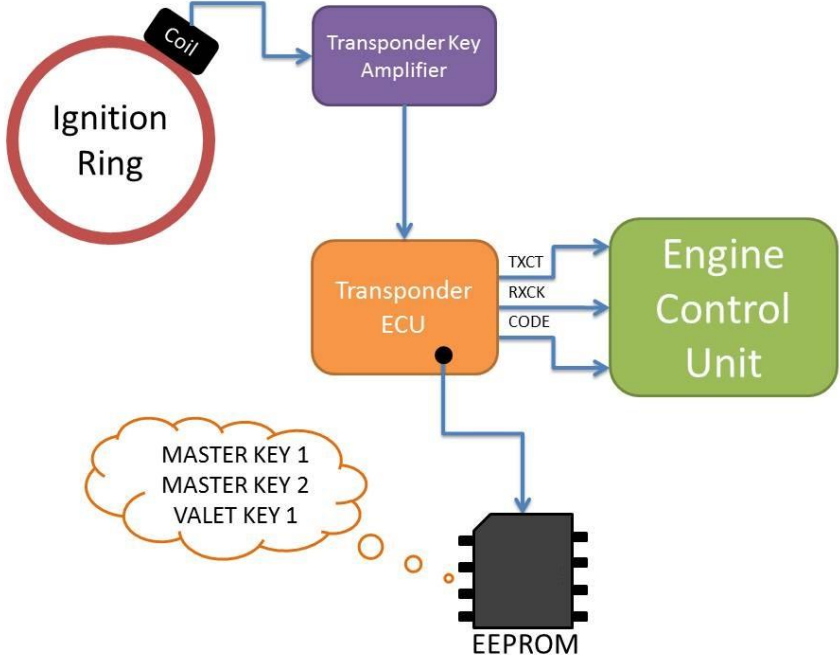 Coil
Transponder Key
Amplifier
Ignition
Ring
Transponder
ECU
TXCT
RXCK
CODE
Engine
Control
Unit
MASTER KEY 1
MASTER KEY 2
VALET KEY 1
EEPROM